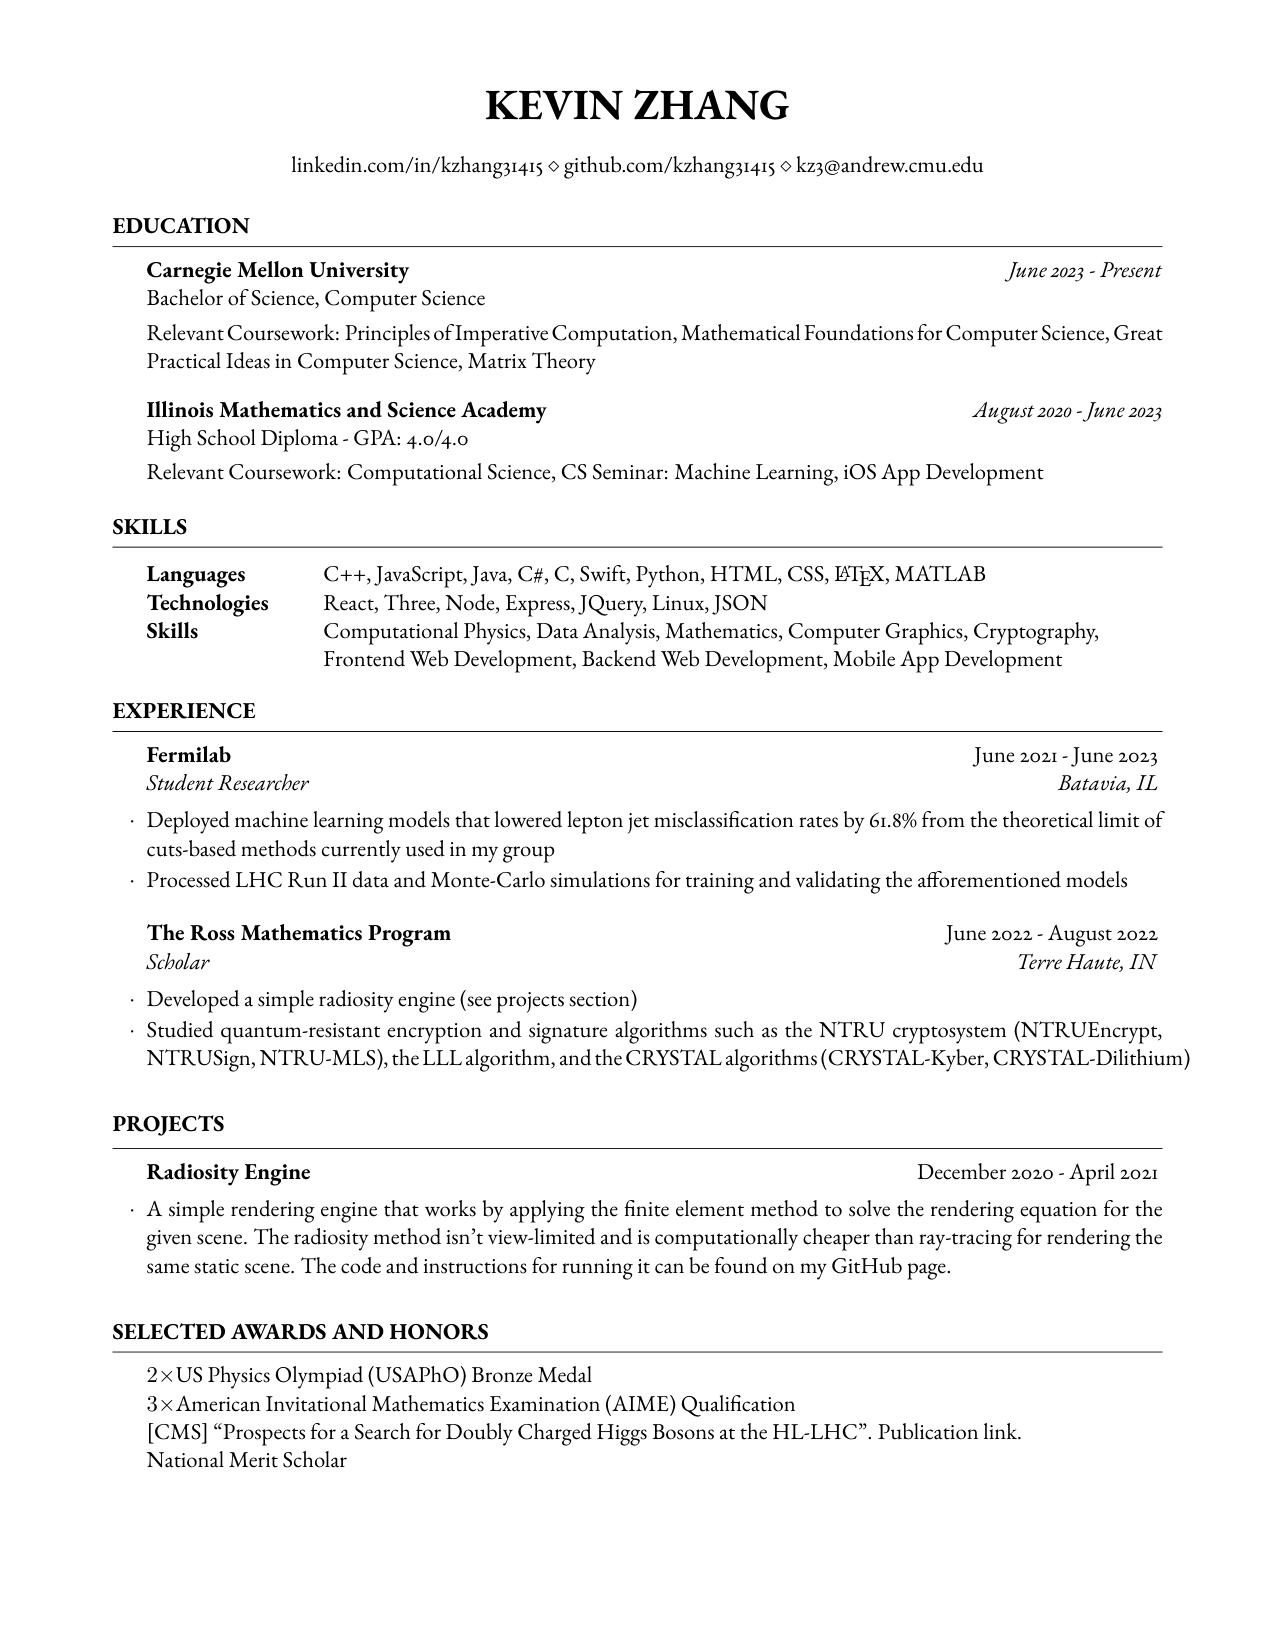 KEVIN ZHANG
linkedin.com/in/kzhang31415 ⋄ github.com/kzhang31415 ⋄ kz3@andrew.cmu.edu
EDUCATION
Carnegie Mellon University June 2023 - Present
Bachelor of Science, Computer Science
Relevant Coursework: Principles of Imperative Computation, Mathematical Foundations for Computer Science, Great
Practical Ideas in Computer Science, Matrix Theory
Illinois Mathematics and Science Academy August 2020 - June 2023
High School Diploma - GPA: 4.0/4.0
Relevant Coursework: Computational Science, CS Seminar: Machine Learning, iOS App Development
SKILLS
Languages C++, JavaScript, Java, C#, C, Swift, Python, HTML, CSS, LATEX, MATLAB
Technologies React, Three, Node, Express, JQuery, Linux, JSON
Skills Computational Physics, Data Analysis, Mathematics, Computer Graphics, Cryptography,
Frontend Web Development, Backend Web Development, Mobile App Development
EXPERIENCE
Fermilab June 2021 - June 2023
Student Researcher Batavia, IL
· Deployed machine learning models that lowered lepton jet misclassification rates by 61.8% from the theoretical limit of
cuts-based methods currently used in my group
· Processed LHC Run II data and Monte-Carlo simulations for training and validating the afforementioned models
The Ross Mathematics Program June 2022 - August 2022
Scholar Terre Haute, IN
· Developed a simple radiosity engine (see projects section)
· Studied quantum-resistant encryption and signature algorithms such as the NTRU cryptosystem (NTRUEncrypt,
NTRUSign, NTRU-MLS), the LLL algorithm, and the CRYSTAL algorithms (CRYSTAL-Kyber, CRYSTAL-Dilithium)
PROJECTS
Radiosity Engine December 2020 - April 2021
· A simple rendering engine that works by applying the finite element method to solve the rendering equation for the
given scene. The radiosity method isn't view-limited and is computationally cheaper than ray-tracing for rendering the
same static scene. The code and instructions for running it can be found on my GitHub page.
SELECTED AWARDS AND HONORS
2×US Physics Olympiad (USAPhO) Bronze Medal
3×American Invitational Mathematics Examination (AIME) Qualification
[CMS] “Prospects for a Search for Doubly Charged Higgs Bosons at the HL-LHC”. Publication link.
National Merit Scholar